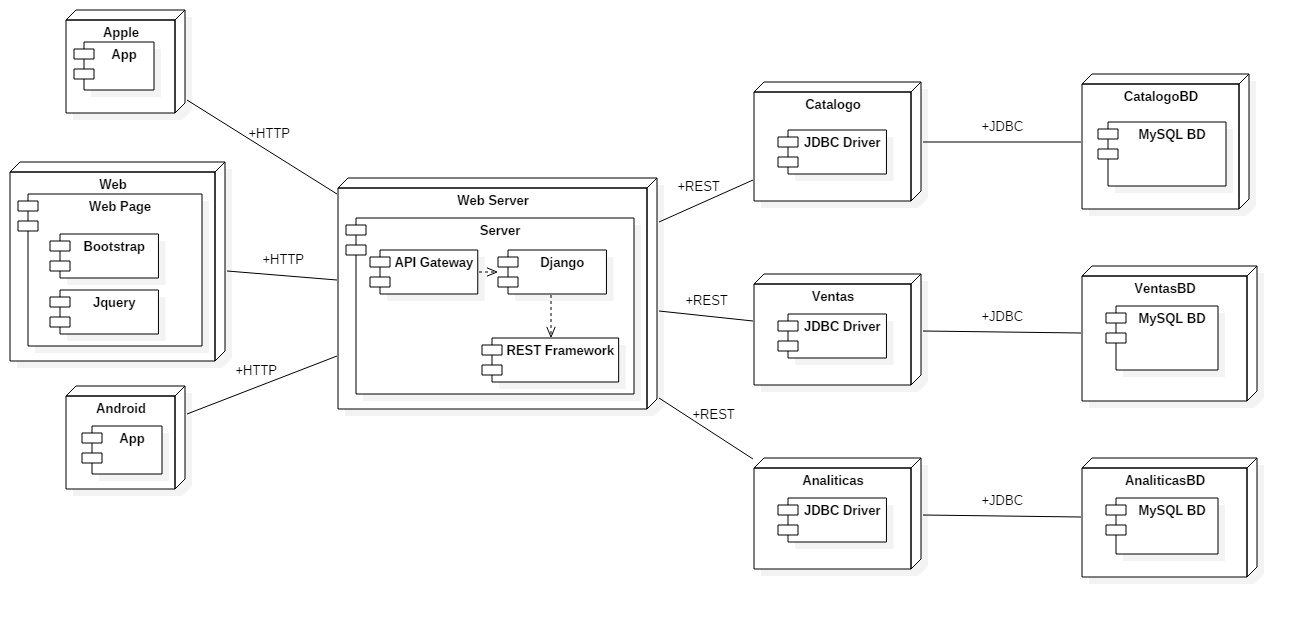 Apple
App
+HTTP
Web
Web Page
Bootstrap
Jquery
+HTTP
Android
App
+HTTP
Web Server
Server
API Gateway
Django
REST Framework
+REST
Catalogo
JDBC Driver
+JDBC
CatalogoBD
MySQL BD
+REST
Ventas
JDBC Driver
+JDBC
VentasBD
MySQL BD
+REST
Analiticas
JDBC Driver
+JDBC
AnaliticasBD
MySQL BD